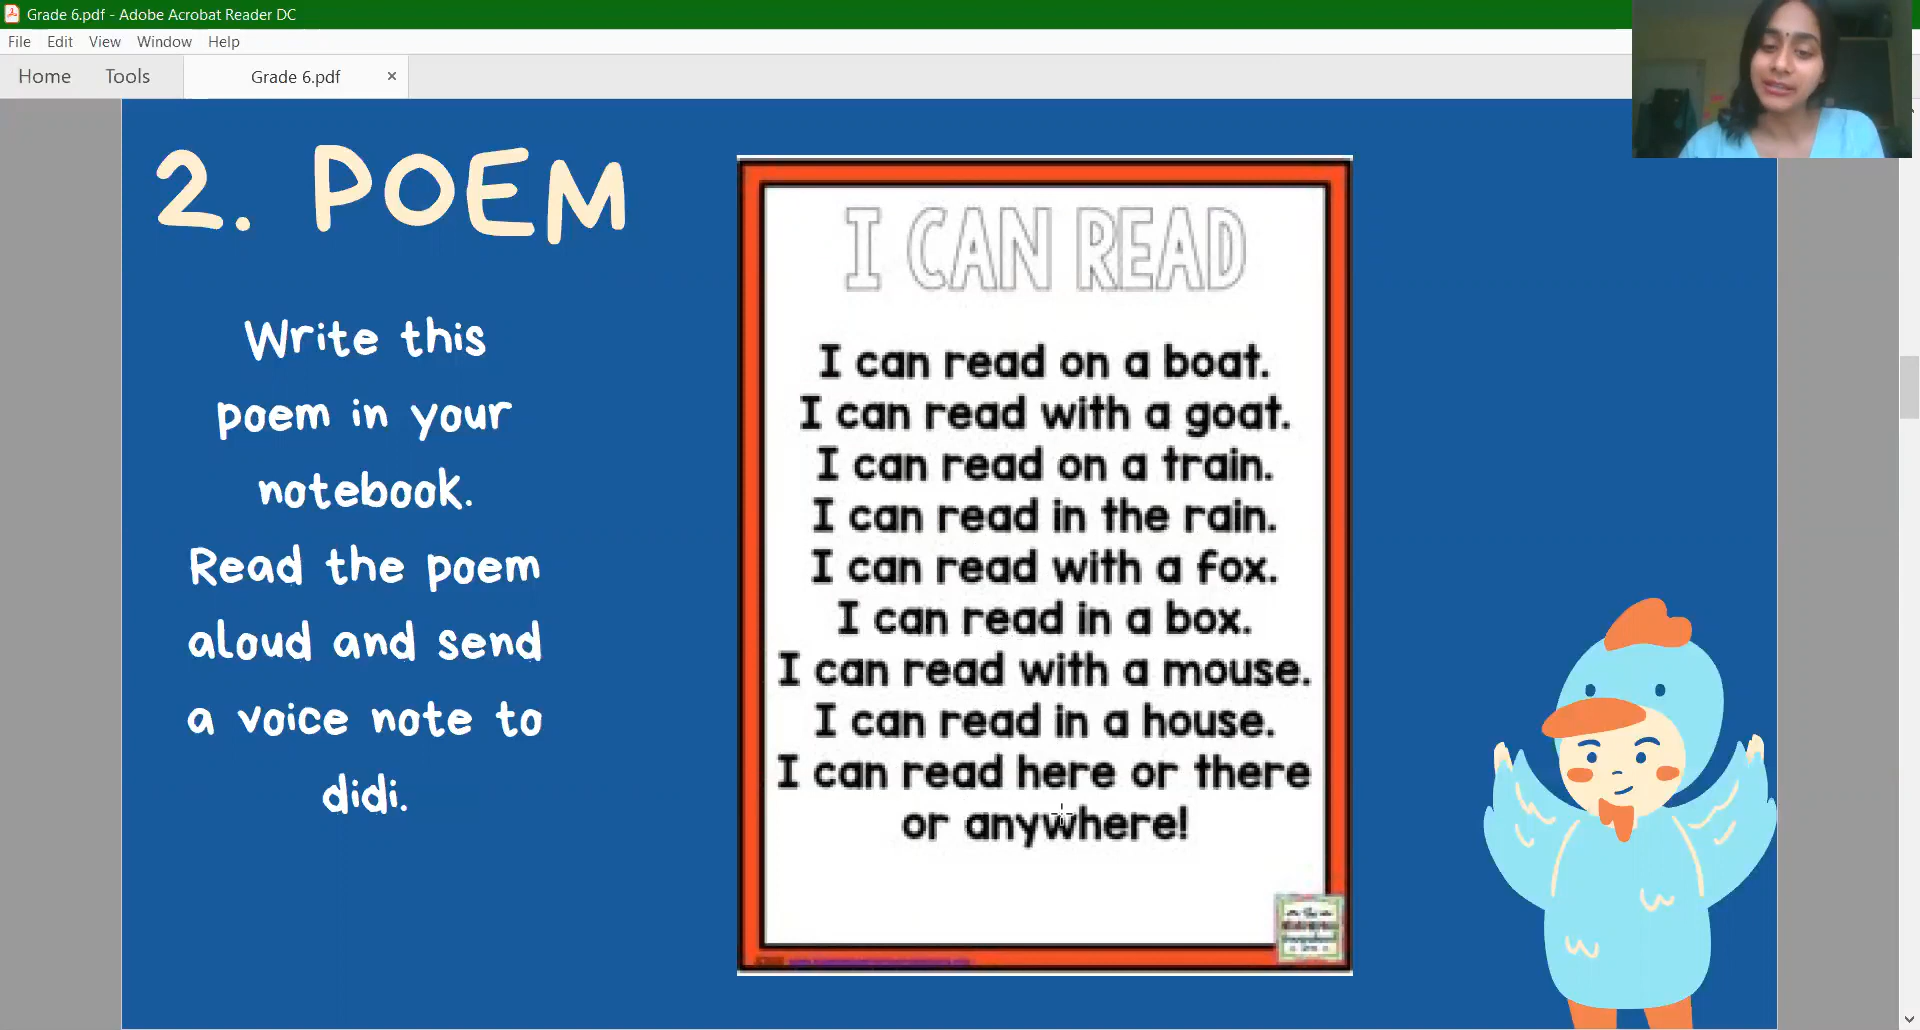 Grade 6.pdf - Adobe Acrobat Reader DC
File Edit View Window Help
Home Tools Grade 6.pdf ×
2. POEM
Write this
poem in your
notebook.
Read the poem
aloud and send
a voice note to
didi.
I CAN READ
I can read on a boat.
I can read with a goat.
I can read on a train.
I can read in the rain.
I can read with a fox.
I can read in a box.
I can read with a mouse.
I can read in a house.
I can read here or there
or anywhere!